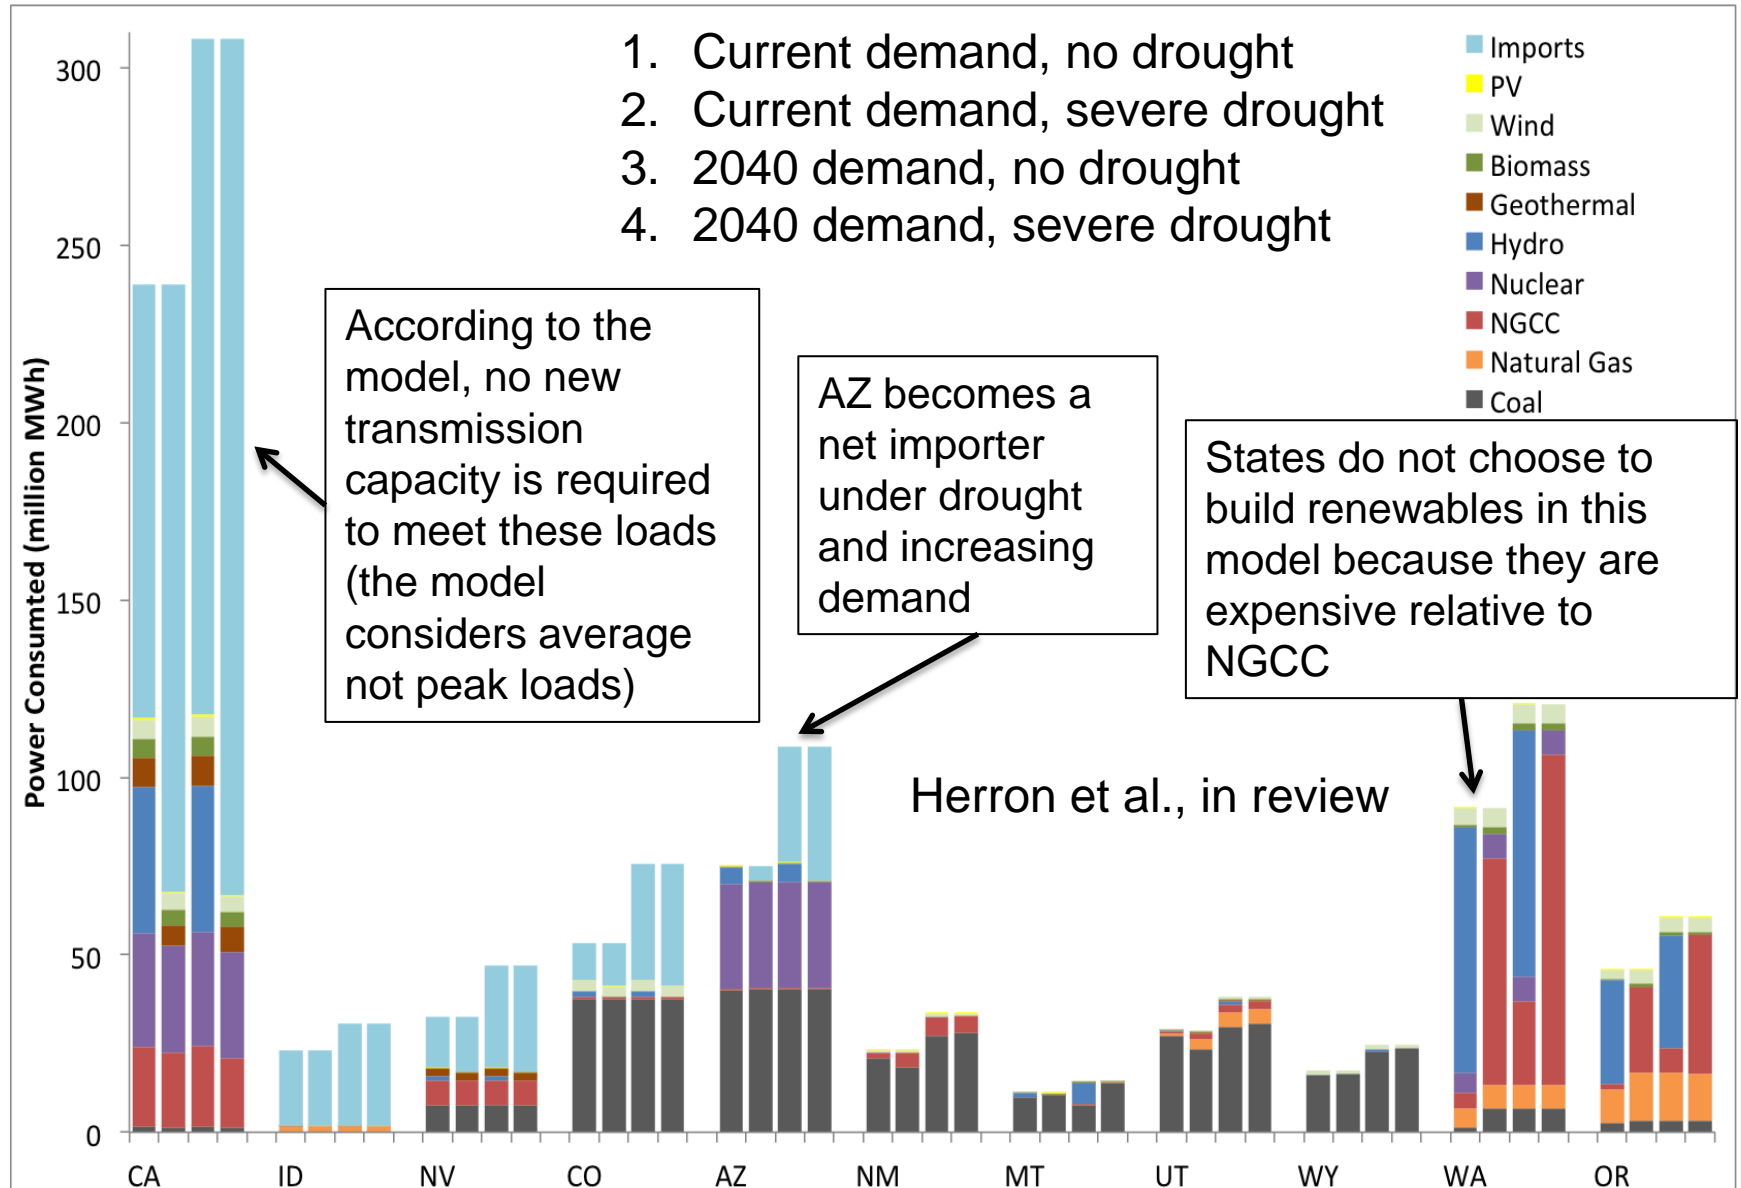 1. Current demand, no drought
2. Current demand, severe drought
3. 2040 demand, no drought
4. 2040 demand, severe drought
Imports
PV
Wind
Biomass
Geothermal
Hydro
Nuclear
NGCC
Natural Gas
Coal
According to the
model, no new
transmission
capacity is required
to meet these loads
(the model
considers average
not peak loads)
AZ becomes a
net importer
under drought
and increasing
demand
States do not choose to
build renewables in this
model because they are
expensive relative to
NGCC
Herron et al., in review
Power Consumted (million MWh)
300
250
200
150
100
50
0
CA ID NV CO AZ NM MT UT WY WA OR